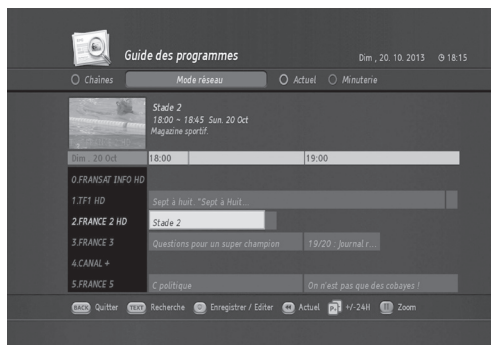 Guide des programmes
Dim , 20. 10. 2013 18:15
Chaînes Mode réseau Actuel Minuterie
Stade 2
18:00 ~ 18:45 Sun. 20 Oct
Magazine sportif.
Dim . 20 Oct 18:00 19:00
0.FRANSAT INFO HD
1.TF1 HD Sept à huit. "Sept à Huit...
2.FRANCE 2 HD Stade 2
3.FRANCE 3 Questions pour un super champion 19/20 : Journal r...
4.CANAL +
5.FRANCE 5 C politique On n'est pas que des cobayes !
BACK Quitter TEXT Recherche Enregistrer / Editer Actuel +/-24H Zoom